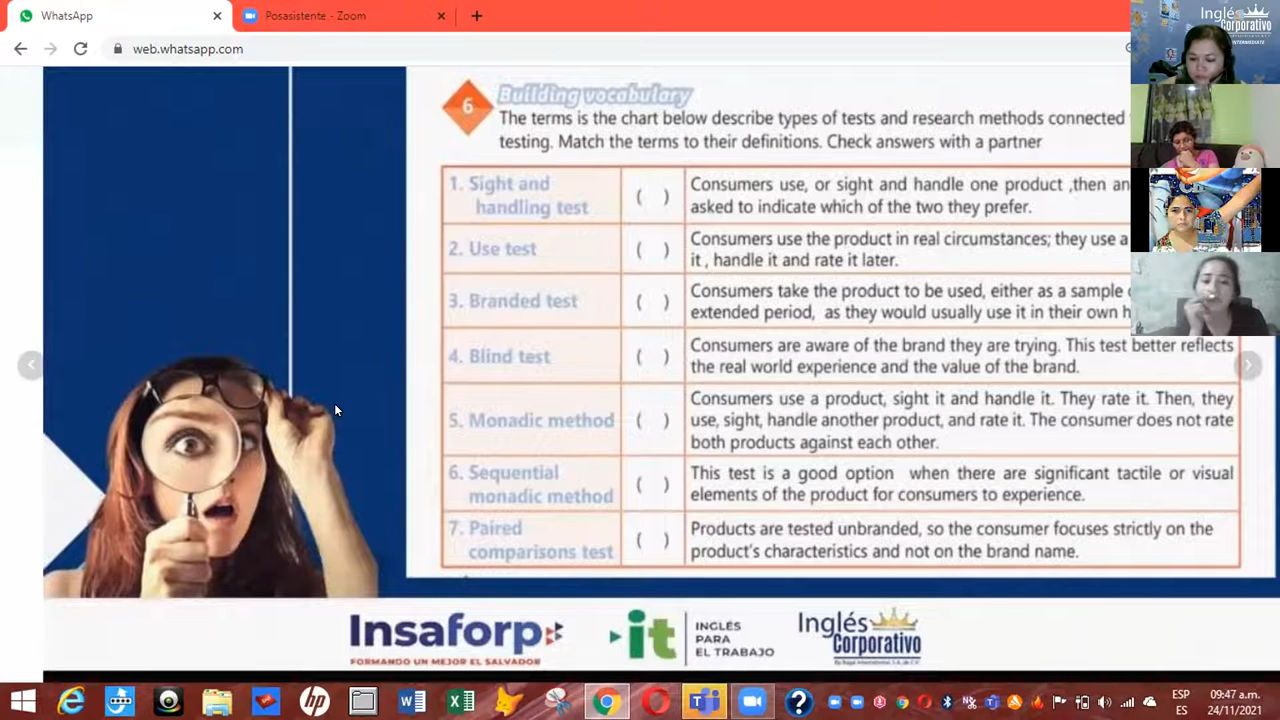 WhatsApp
Posasistente - Zoom
web.whatsapp.com
Inglés
Corporativo
INTERMEDIATE
6
Building vocabulary
The terms is the chart below describe types of tests and research methods connected
testing. Match the terms to their definitions. Check answers with a partner
1. Sight and
handling test
( )
Consumers use, or sight and handle one product ,then an
asked to indicate which of the two they prefer.
2. Use test
( )
Consumers use the product in real circumstances; they use a
it , handle it and rate it later.
3. Branded test
( )
Consumers take the product to be used, either as a sample
extended period, as they would usually use it in their own h
4. Blind test
( )
Consumers are aware of the brand they are trying. This test better reflects
the real world experience and the value of the brand.
5. Monadic method
( )
Consumers use a product, sight it and handle it. They rate it. Then, they
use, sight, handle another product, and rate it. The consumer does not rate
both products against each other.
6. Sequential
monadic method
( )
This test is a good option when there are significant tactile or visual
elements of the product for consumers to experience.
7. Paired
comparisons test
( )
Products are tested unbranded, so the consumer focuses strictly on the
product's characteristics and not on the brand name.
Insaforp
FORMANDO UN MEJOR EL SALVADOR
it
INGLÉS
PARA
EL TRABAJO
Inglés
Corporativo
ESP
ES
09:47 a.m.
24/11/2021